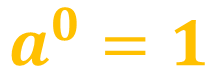 a⁰ = 1